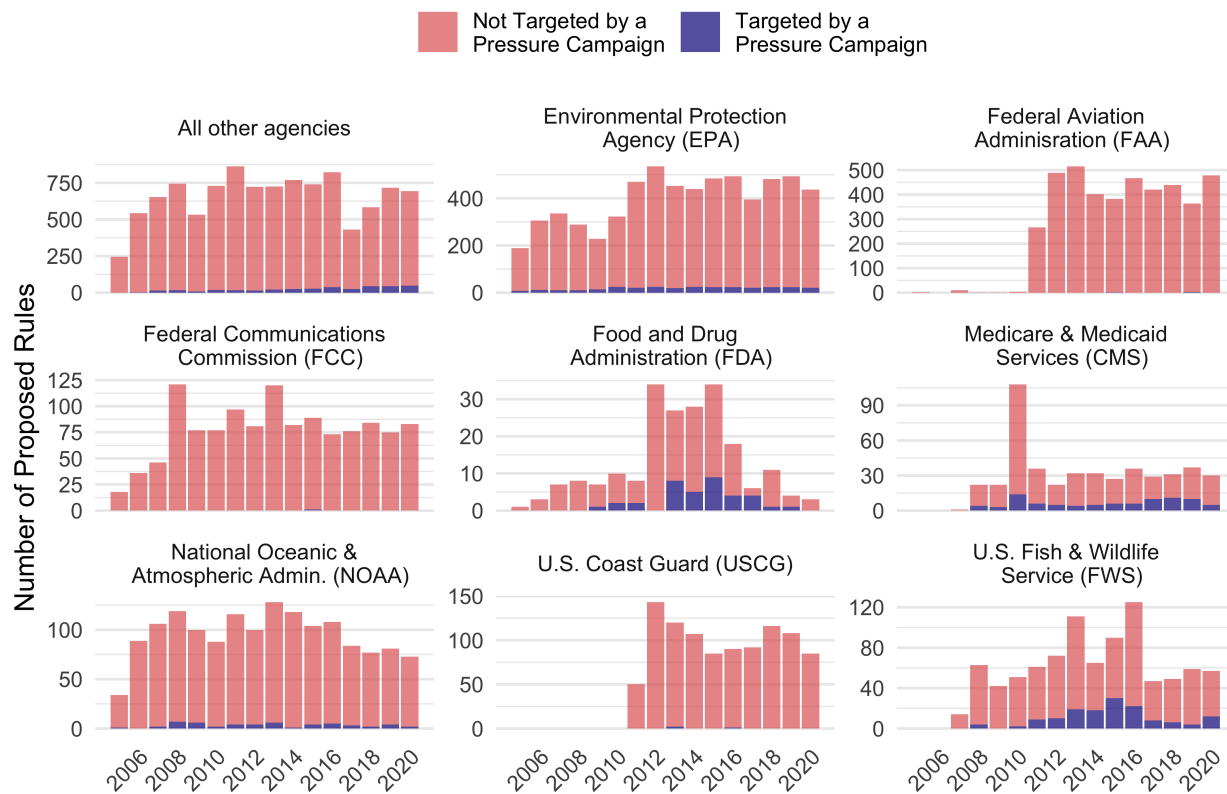 Not Targeted by a
Pressure Campaign
Targeted by a
Pressure Campaign
Number of Proposed Rules
All other agencies
750
500
250
0
Environmental Protection
Agency (EPA)
400
200
0
Federal Aviation
Adminisration (FAA)
500
400
300
200
100
0
Federal Communications
Commission (FCC)
125
100
75
50
25
0
Food and Drug
Administration (FDA)
30
20
10
0
Medicare & Medicaid
Services (CMS)
90
60
30
0
National Oceanic &
Atmospheric Admin. (NOAA)
100
50
0
2006
2008
2010
2012
2014
2016
2018
2020
U.S. Coast Guard (USCG)
150
100
50
0
2006
2008
2010
2012
2014
2016
2018
2020
U.S. Fish & Wildlife
Service (FWS)
120
80
40
0
2006
2008
2010
2012
2014
2016
2018
2020